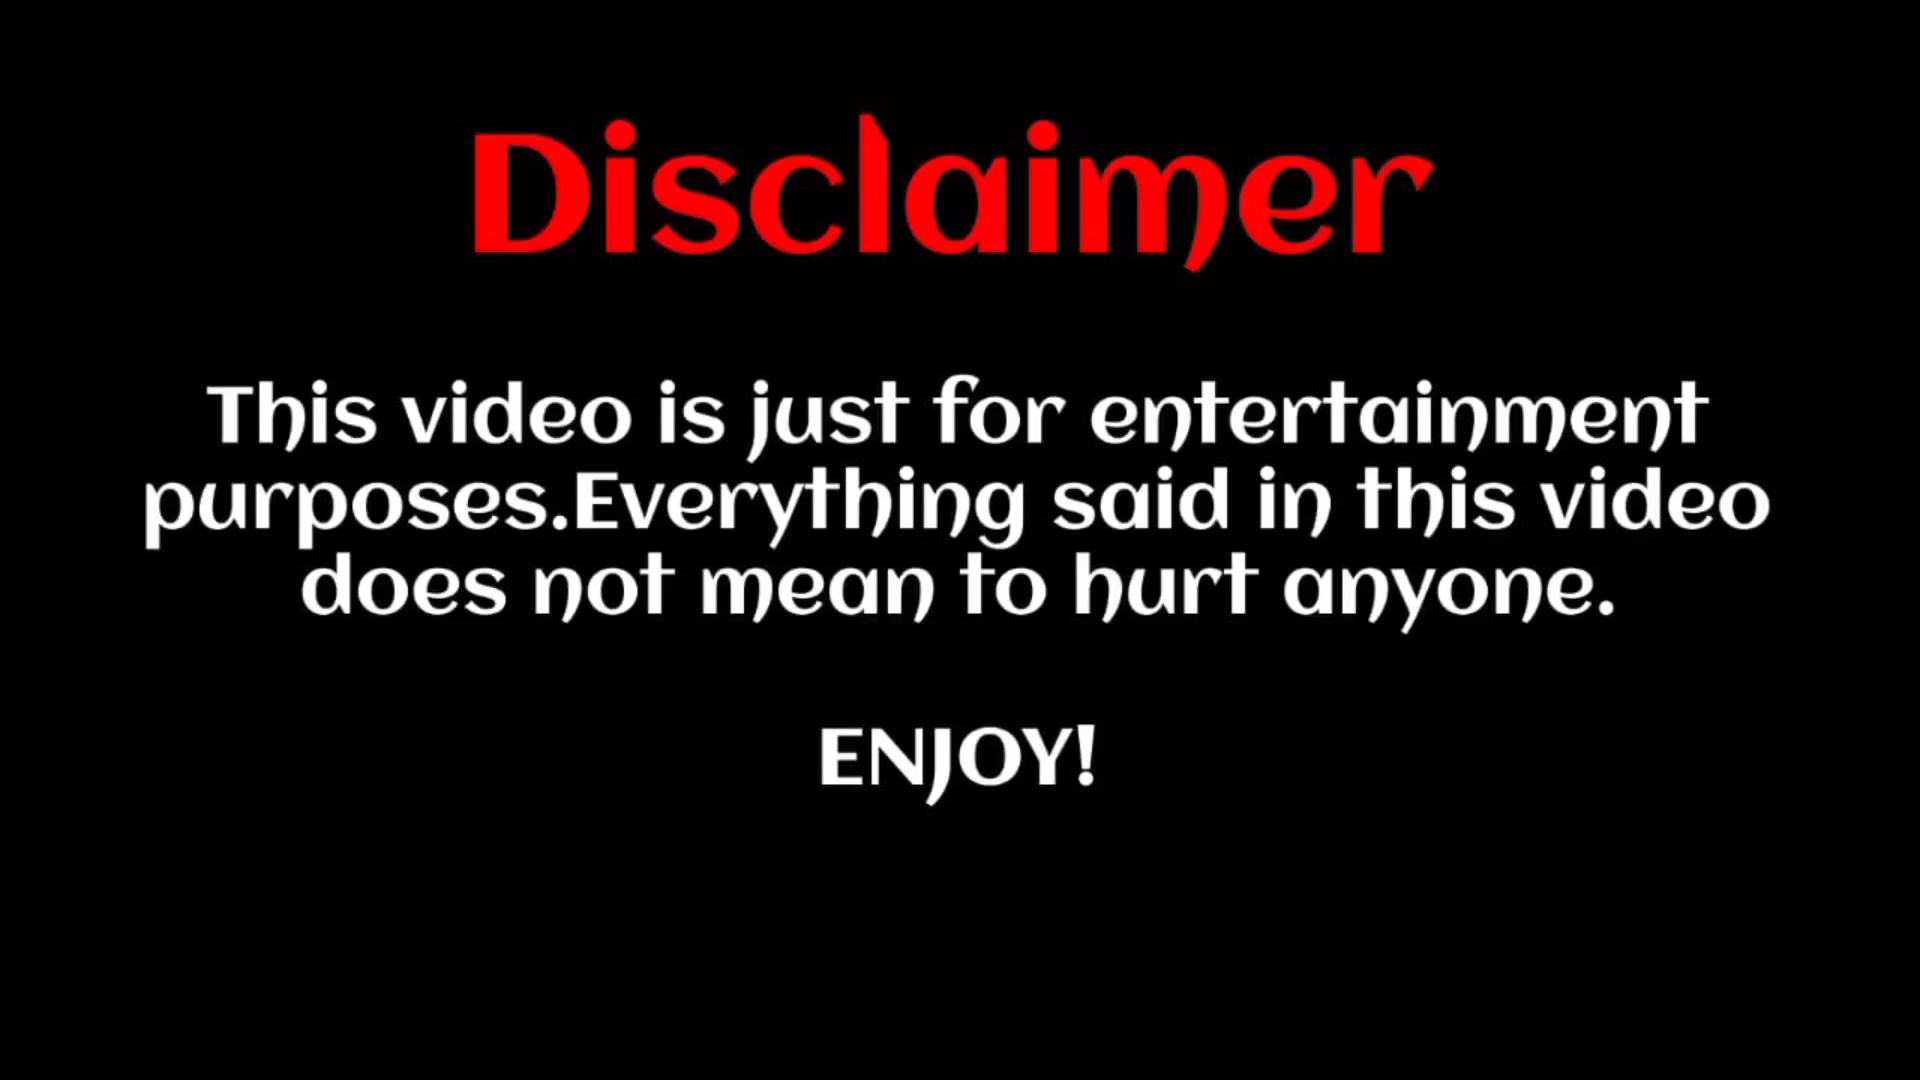 Disclaimer
This video is just for entertainment
purposes.Everything said in this video
does not mean to hurt anyone.
ENJOY!